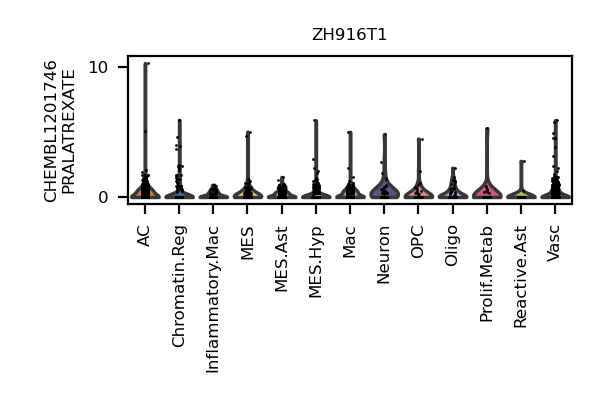 ZH916T1
CHEMBL1201746
PRALATREXATE
10
0
AC
Chromatin.Reg
Inflammatory.Mac
MES
MES.Ast
MES.Hyp
Mac
Neuron
OPC
Oligo
Prolif.Metab
Reactive.Ast
Vasc